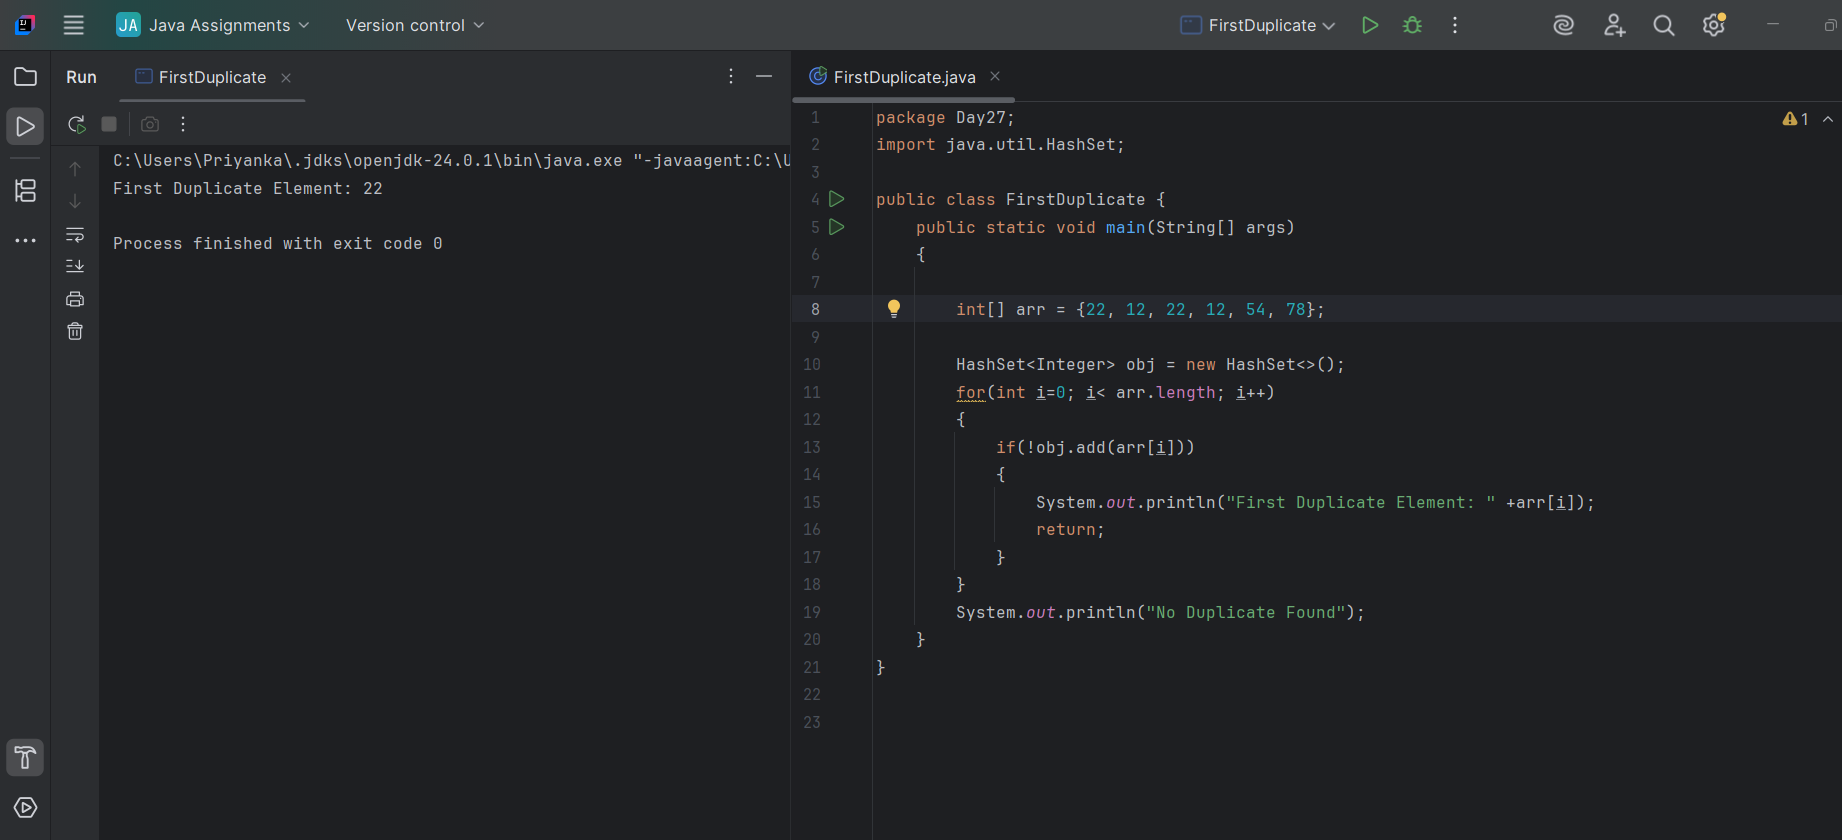 JA Java Assignments Version control FirstDuplicate
Run FirstDuplicate
C:\Users\Priyanka\.jdks\openjdk-24.0.1\bin\java.exe "-javaagent:C:\U
First Duplicate Element: 22
Process finished with exit code 0
FirstDuplicate.java
1 package Day27;
2 import java.util.HashSet;
3
4 public class FirstDuplicate {
5 public static void main(String[] args)
6 {
7
8 int[] arr = {22, 12, 22, 12, 54, 78};
9
10 HashSet<Integer> obj = new HashSet<>();
11 for(int i=0; i< arr.length; i++)
12 {
13 if(!obj.add(arr[i]))
14 {
15 System.out.println("First Duplicate Element: " +arr[i]);
16 return;
17 }
18 }
19 System.out.println("No Duplicate Found");
20 }
21 }
22
23
1